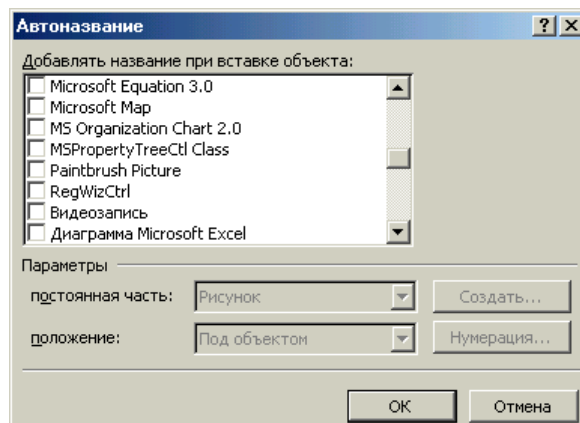 Автоназвание
Добавлять название при вставке объекта:
Microsoft Equation 3.0
Microsoft Map
MS Organization Chart 2.0
MSPropertyTreeCtl Class
Paintbrush Picture
RegWizCtrl
Видеозапись
Диаграмма Microsoft Excel
Параметры
постоянная часть: Рисунок Создать...
положение: Под объектом Нумерация...
ОК Отмена